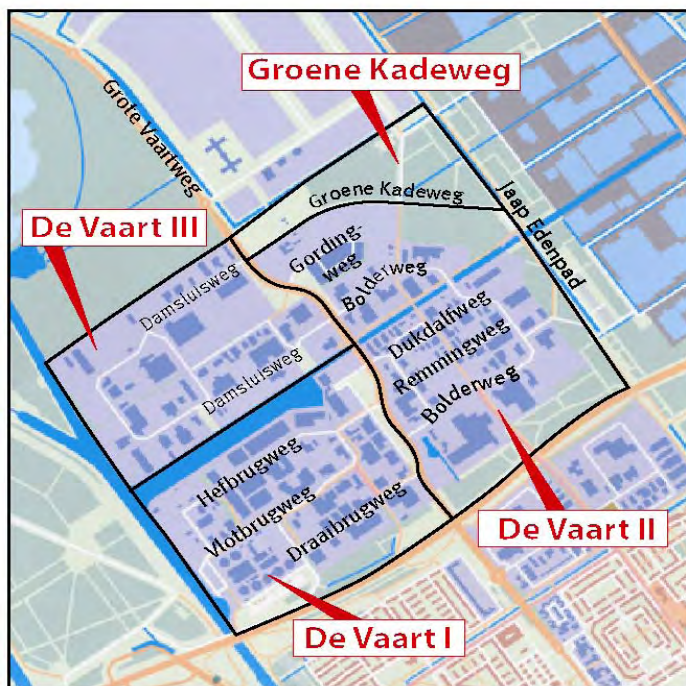 Groene Kadeweg
Grote Vaartweg
Groene Kadeweg
Jaap Edenpad
De Vaart III
Gording-
weg
Bolderweg
Damsluisweg
Dukdalfweg
Remmingweg
Bolderweg
Damsluisweg
Hefbrugweg
Vlotbrugweg
Draaibrugweg
De Vaart II
De Vaart I